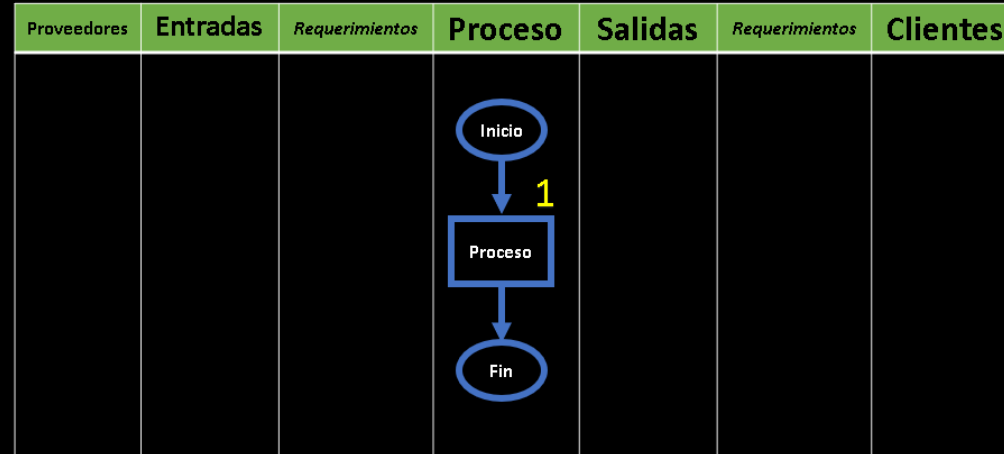 Proveedores
Entradas
Requerimientos
Proceso
Salidas
Requerimientos
Clientes
Inicio
1
Proceso
Fin